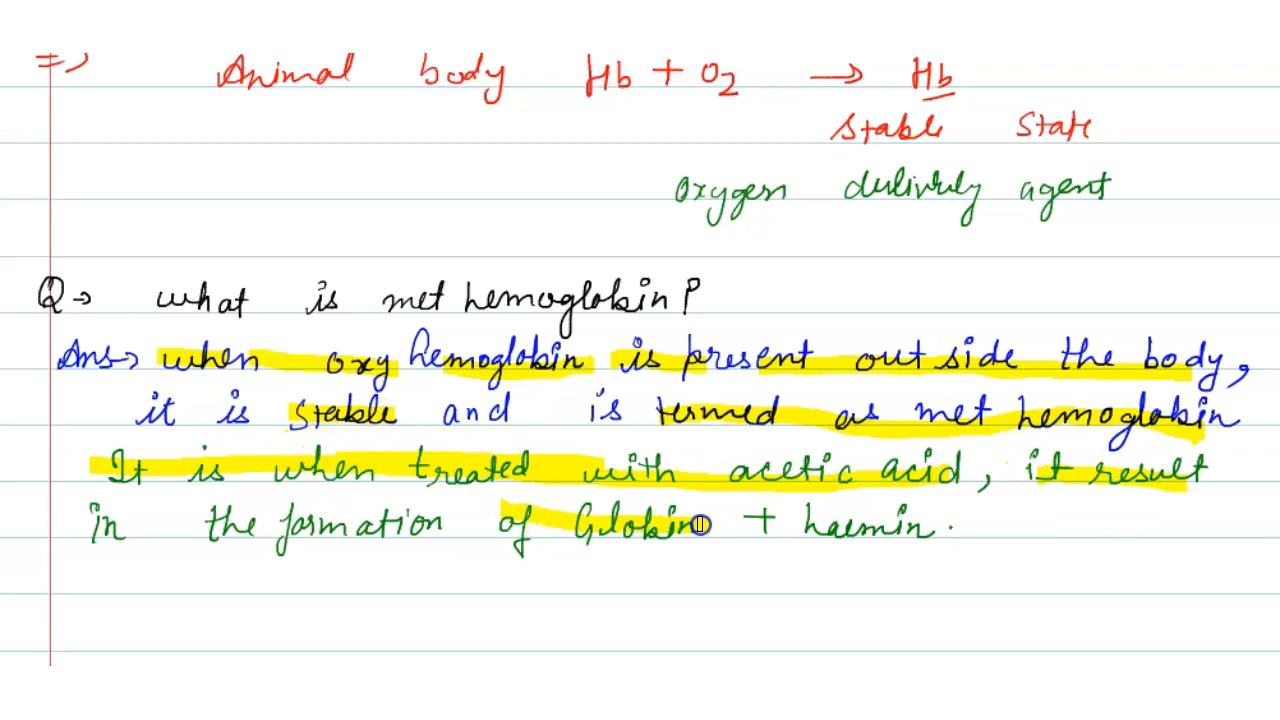 => Animal body Hb + O2 → Hb
stable state
oxygen delivirely agent
Q→ what is met hemoglobin?
Ans→ when oxy hemoglobin is present out side the body,
it is stable and is termed as met hemoglobin
It is when treated with acetic acid, it result
in the formation of Globin + haemin.